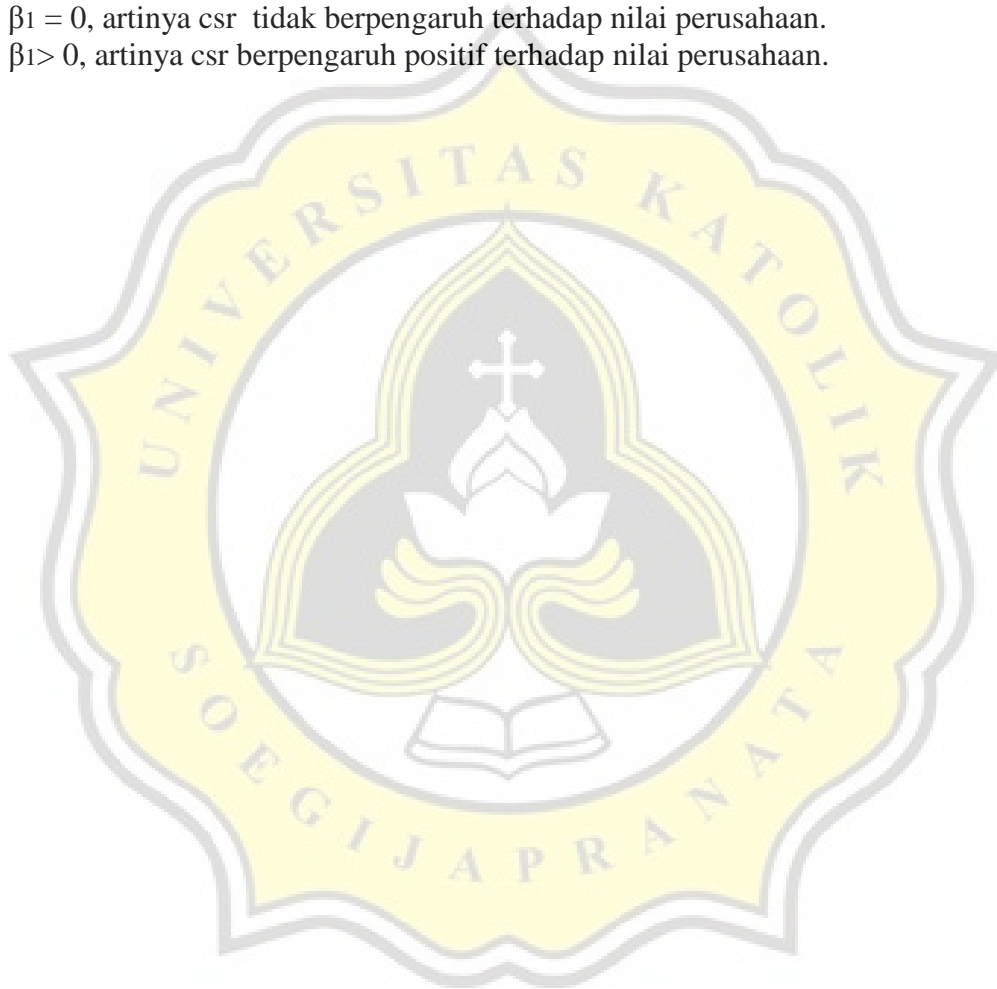 β1 = 0, artinya csr  tidak berpengaruh terhadap nilai perusahaan.
β1> 0, artinya csr berpengaruh positif terhadap nilai perusahaan.
UNIVERSITAS KATOLIK
SOEGIJAPRANATA